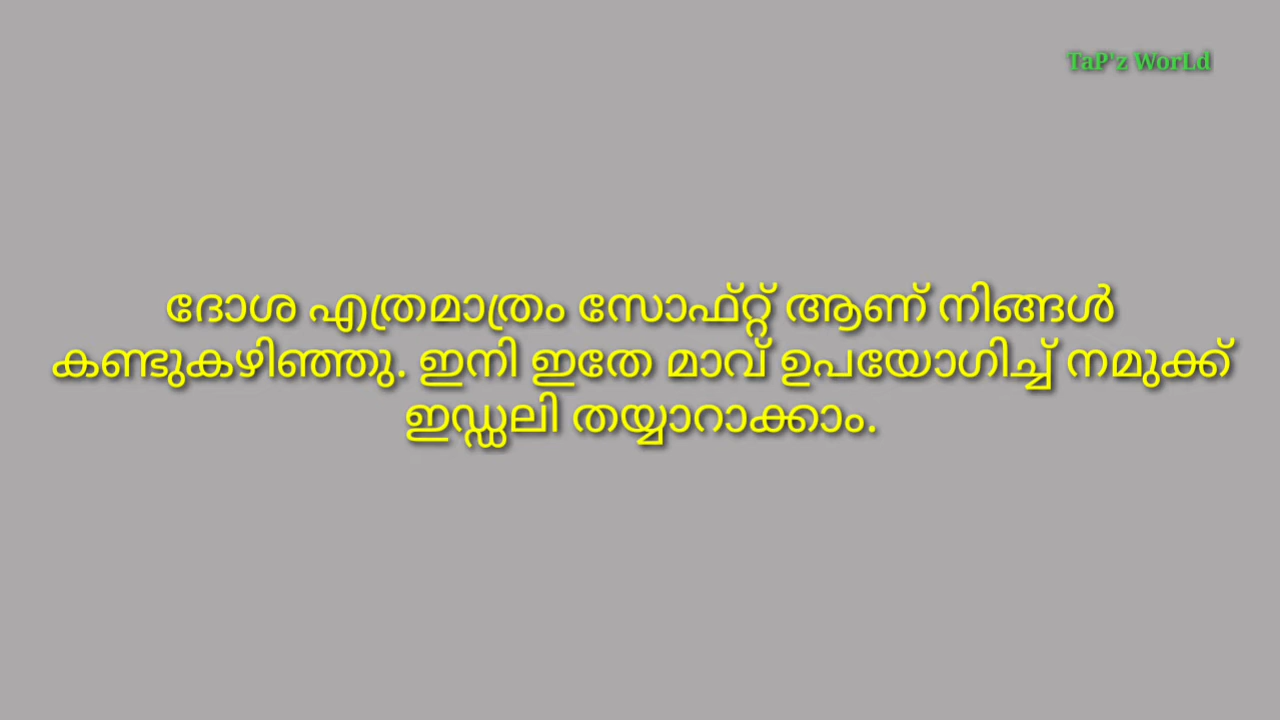 TaP'z WorLd
ദോശ എത്രമാത്രം സോഫ്റ്റ് ആണ് നിങ്ങൾ
കണ്ടുകഴിഞ്ഞു. ഇനി ഇതേ മാവ് ഉപയോഗിച്ച് നമുക്ക്
ഇഡ്ഡലി തയ്യാറാക്കാം.